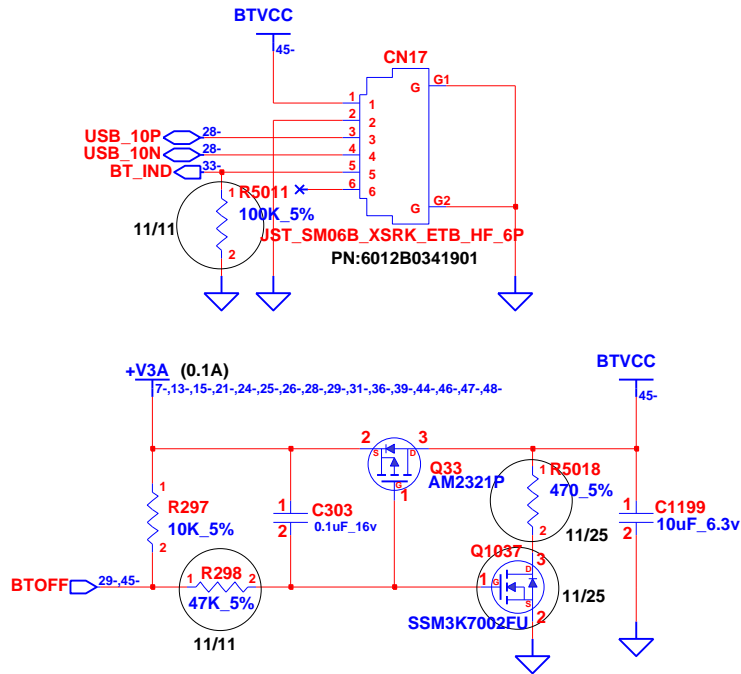 BTVCC
45-
CN17
G G1
1 1
2 2
USB_10P 28- 3 3
USB_10N 28- 4 4
BT_IND 33- 5 5
6 6
G G2
1 R5011
100K_5%
11/11
2
JST_SM06B_XSRK_ETB_HF_6P
PN:6012B0341901
+V3A (0.1A)
7-,13-,15-,21-,24-,25-,26-,28-,29-,31-,36-,39-,44-,46-,47-,48-
BTVCC
45-
2 3
S D
G
1
Q33
AM2321P
1 R5018
470_5%
2
11/25
1
R297
10K_5%
2
1 C303
0.1uF_16v
2
1 C1199
10uF_6.3v
2
Q1037
3
D
1 G
S
2
11/25
SSM3K7002FU
BTOFF 29-,45-
1 R298 2
47K_5%
11/11